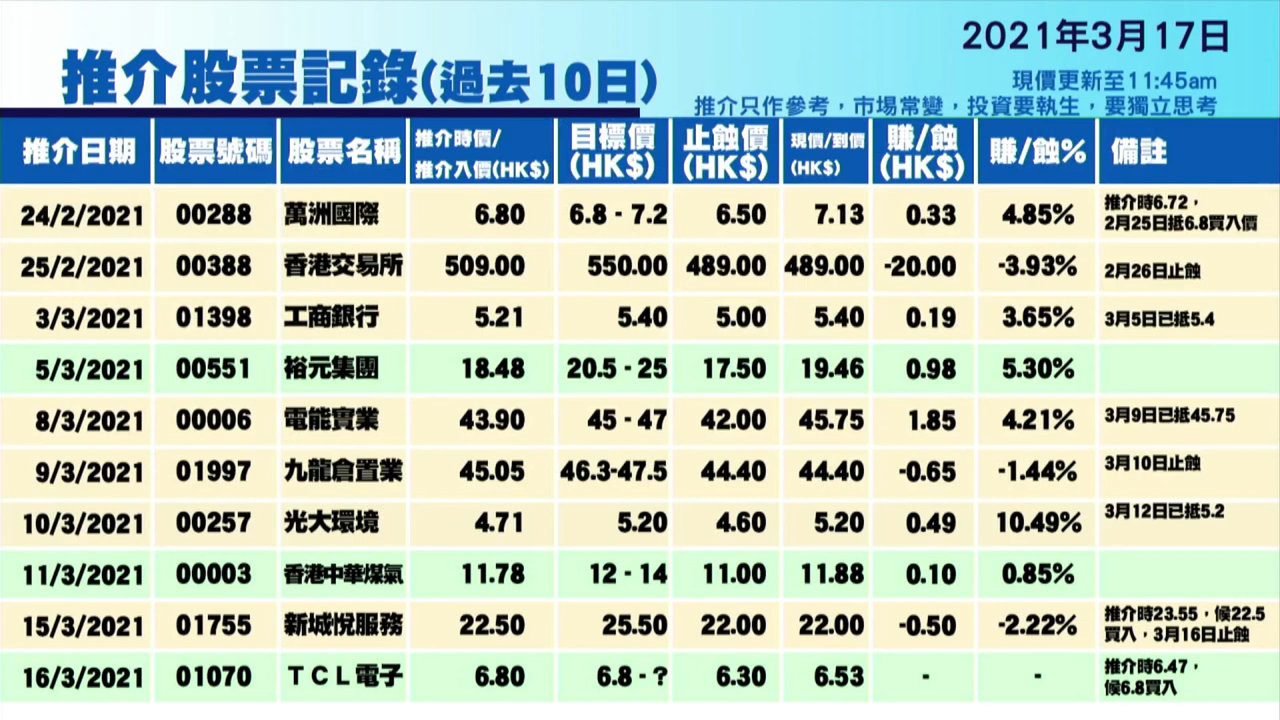 2021年3月17日
推介股票記錄(過去10日)
現價更新至11:45am
推介只作參考，市場常變，投資要執生，要獨立思考
推介日期 股票號碼 股票名稱 推介時價/推介入價(HK$) 目標價(HK$) 止蝕價(HK$) 現價/到價(HK$) 賺/蝕(HK$) 賺/蝕% 備註
24/2/2021 00288 萬洲國際 6.80 6.8 - 7.2 6.50 7.13 0.33 4.85% 推介時6.72，2月25日抵6.8買入價
25/2/2021 00388 香港交易所 509.00 550.00 489.00 489.00 -20.00 -3.93% 2月26日止蝕
3/3/2021 01398 工商銀行 5.21 5.40 5.00 5.40 0.19 3.65% 3月5日已抵5.4
5/3/2021 00551 裕元集團 18.48 20.5 - 25 17.50 19.46 0.98 5.30%
8/3/2021 00006 電能實業 43.90 45 - 47 42.00 45.75 1.85 4.21% 3月9日已抵45.75
9/3/2021 01997 九龍倉置業 45.05 46.3-47.5 44.40 44.40 -0.65 -1.44% 3月10日止蝕
10/3/2021 00257 光大環境 4.71 5.20 4.60 5.20 0.49 10.49% 3月12日已抵5.2
11/3/2021 00003 香港中華煤氣 11.78 12 - 14 11.00 11.88 0.10 0.85%
15/3/2021 01755 新城悅服務 22.50 25.50 22.00 22.00 -0.50 -2.22% 推介時23.55，候22.5買入，3月16日止蝕
16/3/2021 01070 ＴＣＬ電子 6.80 6.8 - ? 6.30 6.53 - - 推介時6.47，候6.8買入